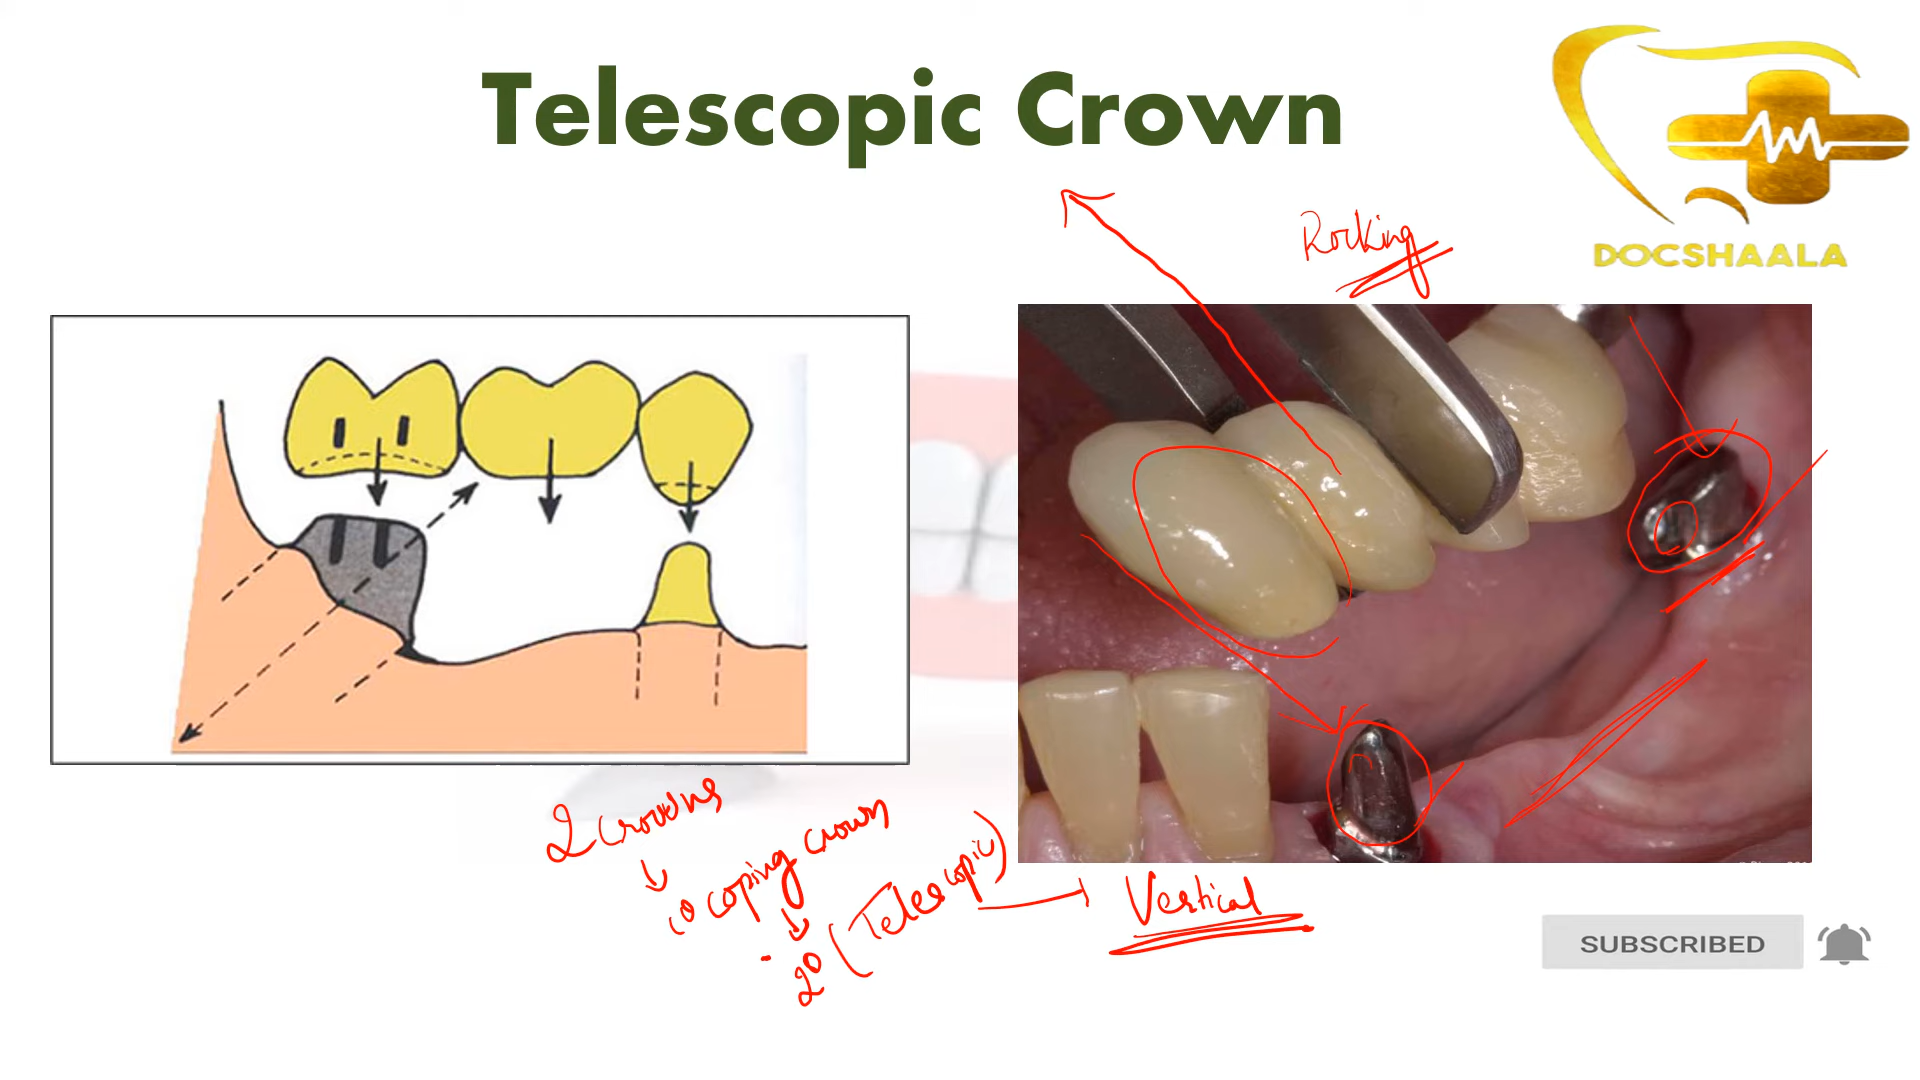 Telescopic Crown
DOCSHAALA
Rocking
2 crowns
1° coping crown
2° (Telescopic)
Vertical
SUBSCRIBED